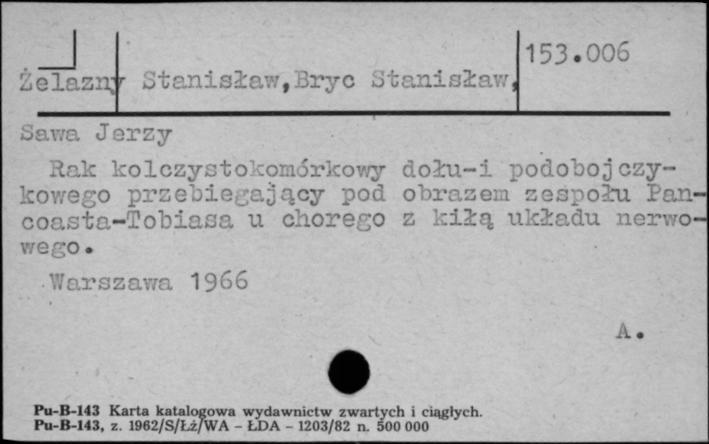 153.006
Żelazny Stanisław,Bryc Stanisław,
Sawa Jerzy
Rak kolczystokomórkowy dołu-i podobojczy-
kowego przebiegający pod obrazem zespołu Pan-
coasta-Tobiasa u chorego z kiłą układu nerwo-
wego.
Warszawa 1966
A.
Pu-B-143 Karta katalogowa wydawnictw zwartych i ciągłych.
Pu-B-143, z. 1962/S/Łż/WA - ŁDA - 1203/82 n. 500 000